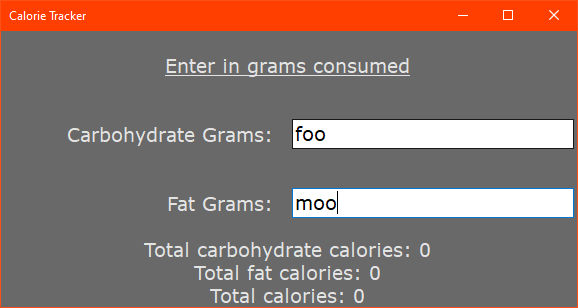 Calorie Tracker
Enter in grams consumed
Carbohydrate Grams: foo
Fat Grams: moo
Total carbohydrate calories: 0
Total fat calories: 0
Total calories: 0